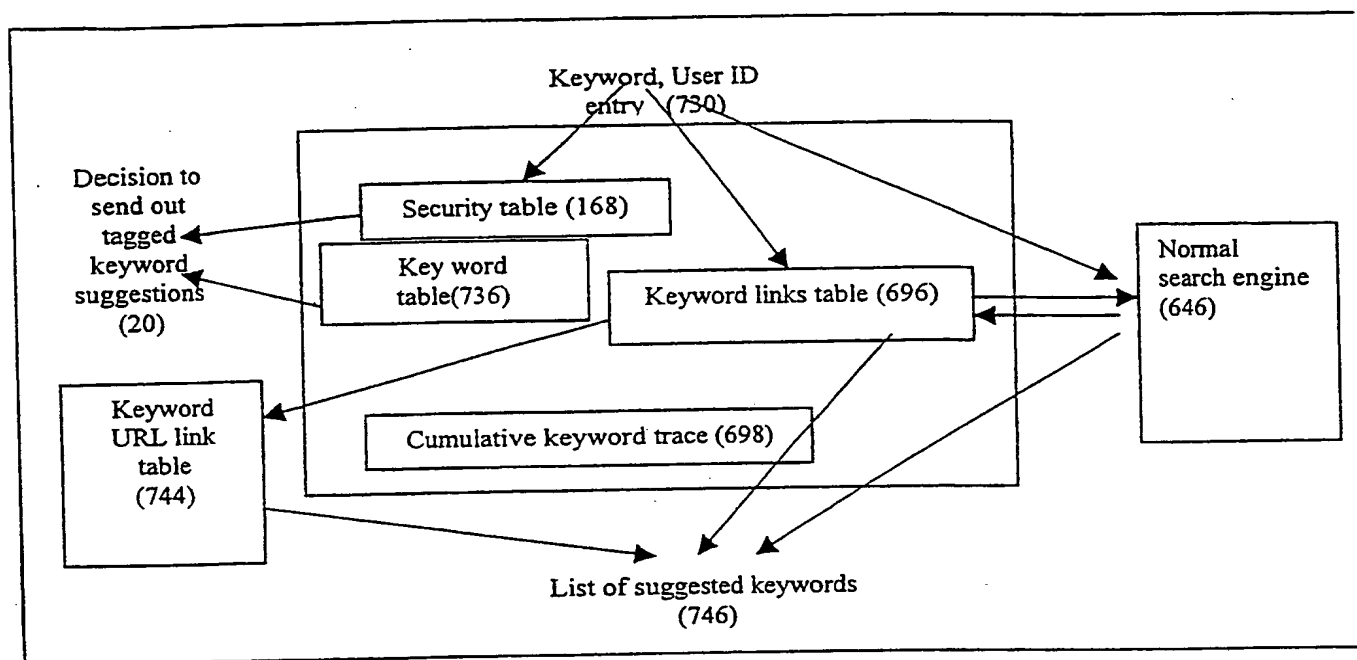 Keyword, User ID
entry (730)
Decision to
send out
tagged
keyword
suggestions
(20)
Security table (168)
Key word
table(736)
Keyword links table (696)
Normal
search engine
(646)
Keyword
URL link
table
(744)
Cumulative keyword trace (698)
List of suggested keywords
(746)